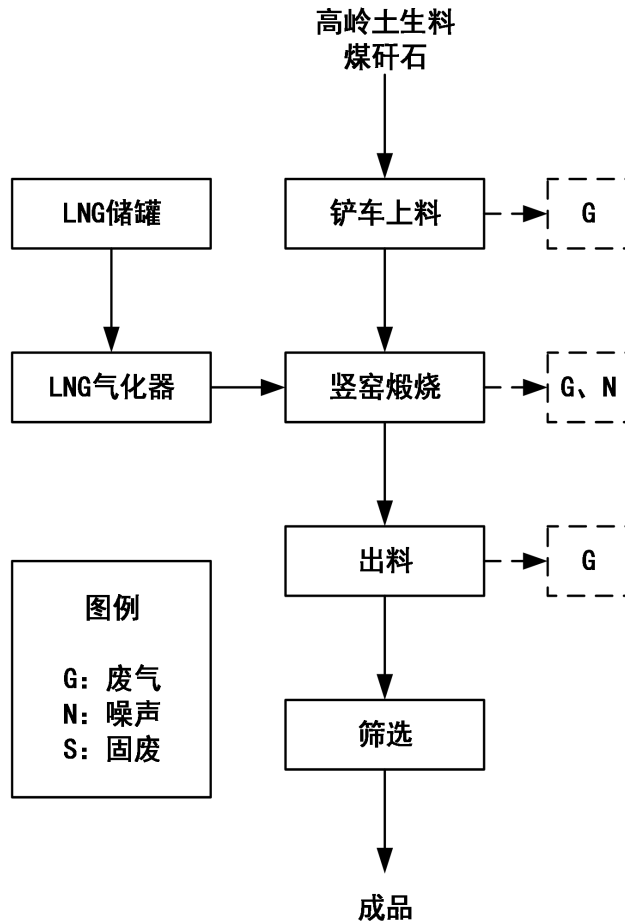 高岭土生料
煤矸石
LNG储罐
铲车上料
G
LNG气化器
竖窑煅烧
G、N
出料
G
图例
G: 废气
N: 噪声
S: 固废
筛选
成品